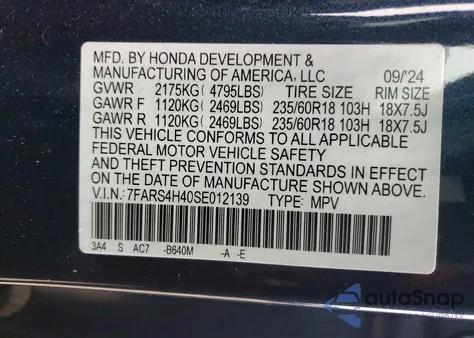 MFD. BY HONDA DEVELOPMENT &
MANUFACTURING OF AMERICA, LLC 09/'24
GVWR 2175KG( 4795LBS) TIRE SIZE RIM SIZE
GAWR F 1120KG( 2469LBS) 235/60R18 103H 18X7.5J
GAWR R 1120KG( 2469LBS) 235/60R18 103H 18X7.5J
THIS VEHICLE CONFORMS TO ALL APPLICABLE
FEDERAL MOTOR VEHICLE SAFETY
AND THEFT PREVENTION STANDARDS IN EFFECT
ON THE DATE OF MANUFACTURE SHOWN ABOVE.
V.I.N.: 7FARS4H40SE012139 TYPE: MPV
3A4 S AC7 -B640M -A -E
autoSnap